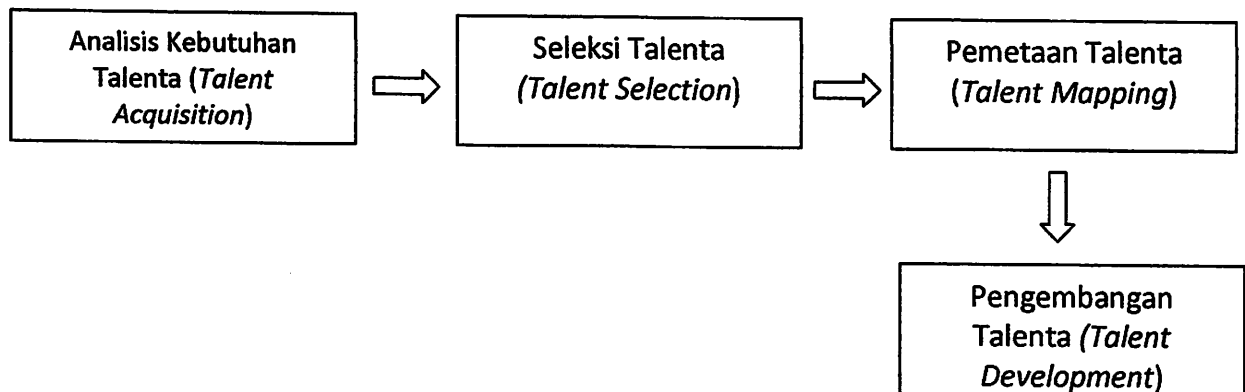 Analisis Kebutuhan
Talenta (Talent
Acquisition)
Seleksi Talenta
(Talent Selection)
Pemetaan Talenta
(Talent Mapping)
Pengembangan
Talenta (Talent
Development)